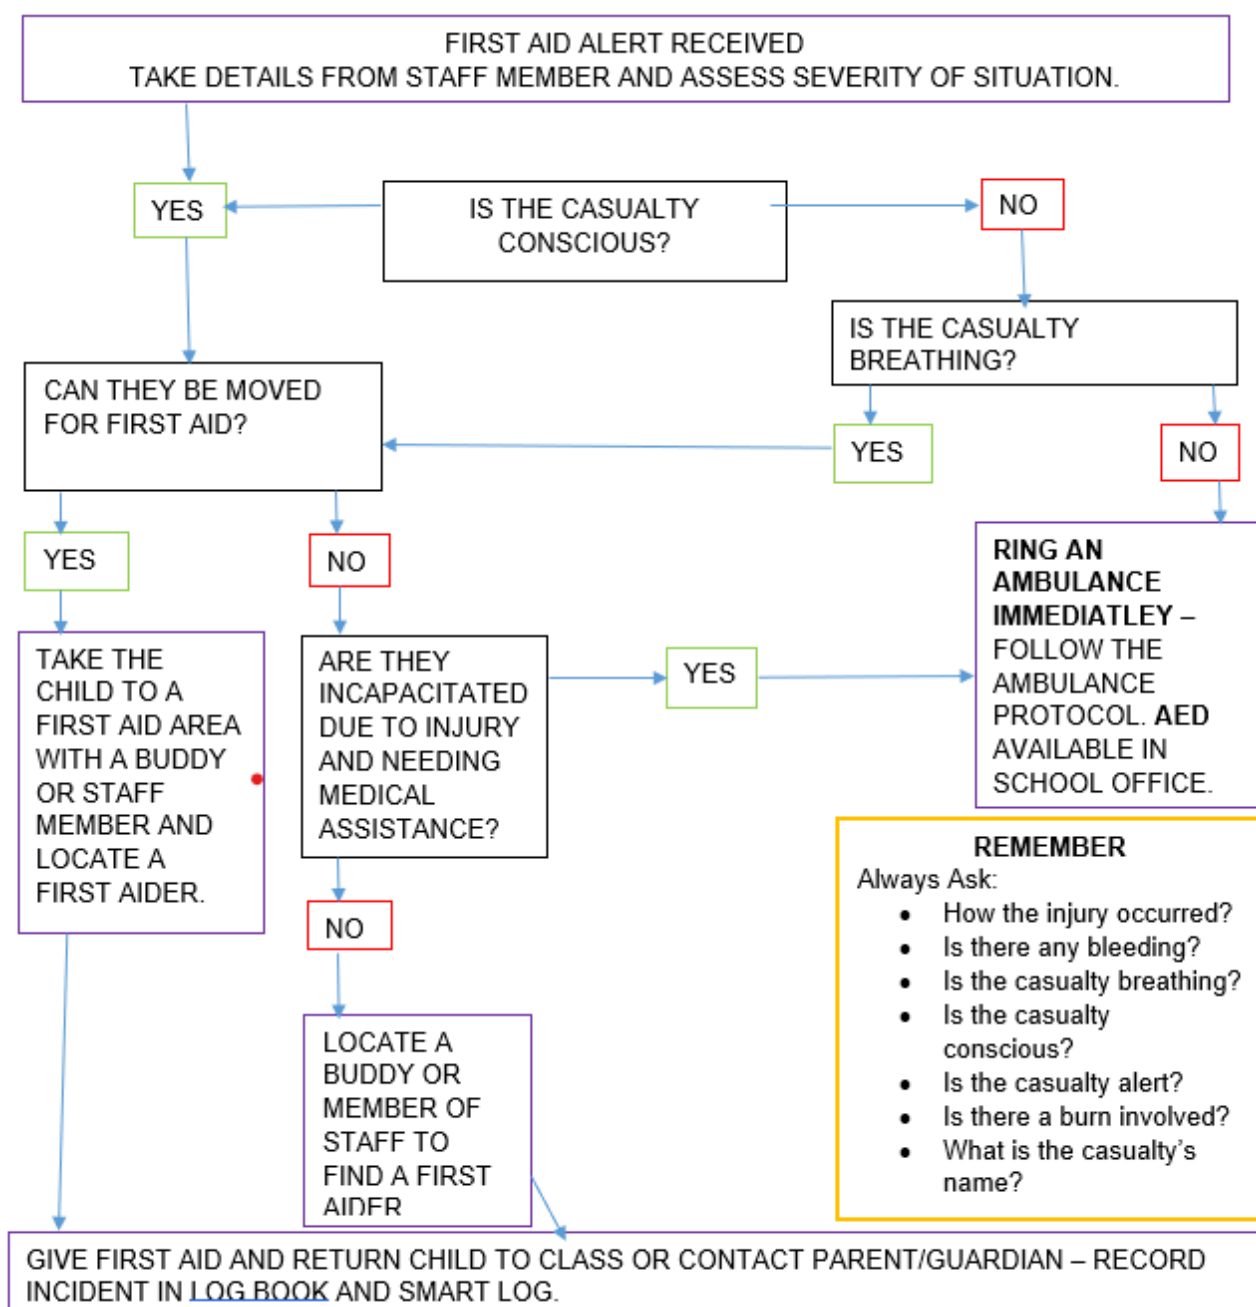 FIRST AID ALERT RECEIVED
TAKE DETAILS FROM STAFF MEMBER AND ASSESS SEVERITY OF SITUATION.
YES
IS THE CASUALTY
CONSCIOUS?
NO
IS THE CASUALTY
BREATHING?
CAN THEY BE MOVED
FOR FIRST AID?
YES
NO
YES
NO
RING AN
AMBULANCE
IMMEDIATLEY –
FOLLOW THE
AMBULANCE
PROTOCOL. AED
AVAILABLE IN
SCHOOL OFFICE.
TAKE THE
CHILD TO A
FIRST AID AREA
WITH A BUDDY
OR STAFF
MEMBER AND
LOCATE A
FIRST AIDER.
ARE THEY
INCAPACITATED
DUE TO INJURY
AND NEEDING
MEDICAL
ASSISTANCE?
YES
NO
REMEMBER
Always Ask:
• How the injury occurred?
• Is there any bleeding?
• Is the casualty breathing?
• Is the casualty
conscious?
• Is the casualty alert?
• Is there a burn involved?
• What is the casualty’s
name?
LOCATE A
BUDDY OR
MEMBER OF
STAFF TO
FIND A FIRST
AIDER
GIVE FIRST AID AND RETURN CHILD TO CLASS OR CONTACT PARENT/GUARDIAN – RECORD
INCIDENT IN LOG BOOK AND SMART LOG.